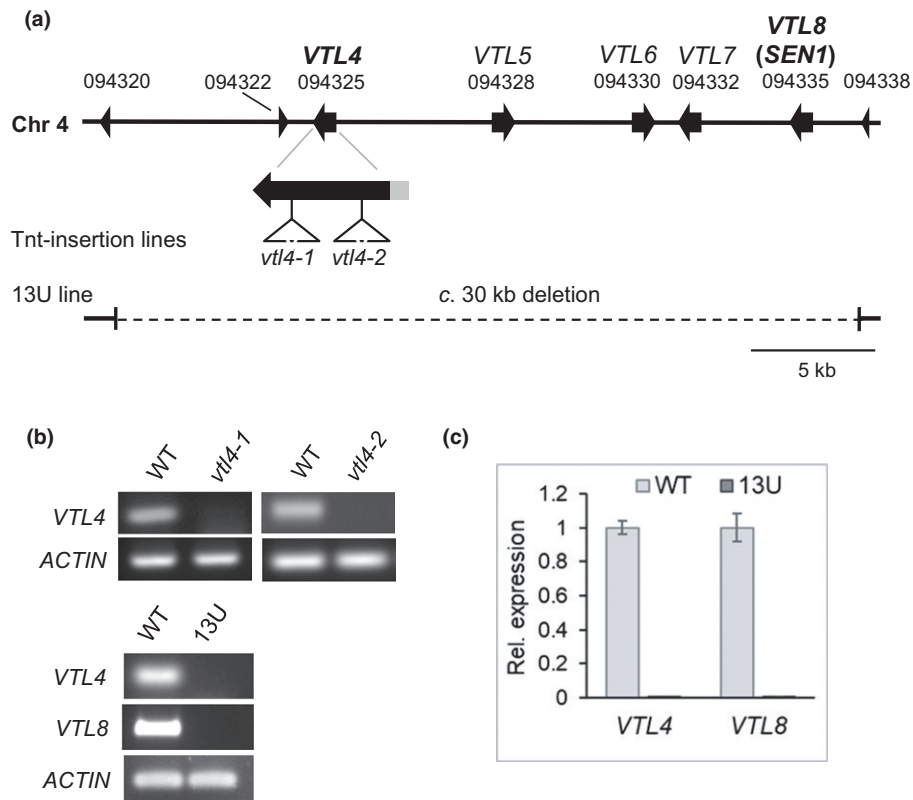 (a)
VTL4 VTL5 VTL6 VTL7 VTL8
(SEN1)
094320 094322 094325 094328 094330 094332 094335 094338
Chr 4
Tnt-insertion lines
vtl4-1 vtl4-2
13U line
c. 30 kb deletion
5 kb
(b)
WT vtl4-1 WT vtl4-2
VTL4
ACTIN
WT 13U
VTL4
VTL8
ACTIN
(c)
WT 13U
Rel. expression
1.2
1
0.8
0.6
0.4
0.2
0
VTL4 VTL8